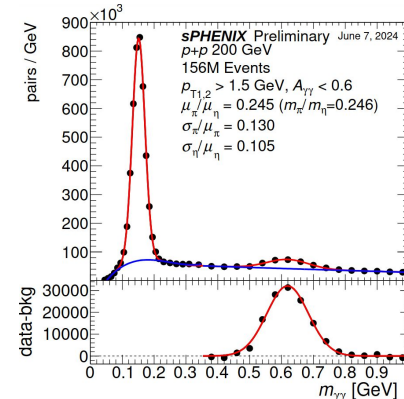 900 ×10³
sPHENIX Preliminary June 7, 2024
p+p 200 GeV
156M Events
p_T1,2 > 1.5 GeV, A_γγ < 0.6
μ_π/μ_η = 0.245 (m_π/m_η=0.246)
σ_π/μ_π = 0.130
σ_η/μ_η = 0.105
pairs / GeV
800
700
600
500
400
300
200
100
data-bkg
30000
20000
10000
0
0 0.1 0.2 0.3 0.4 0.5 0.6 0.7 0.8 0.9
m_γγ [GeV]